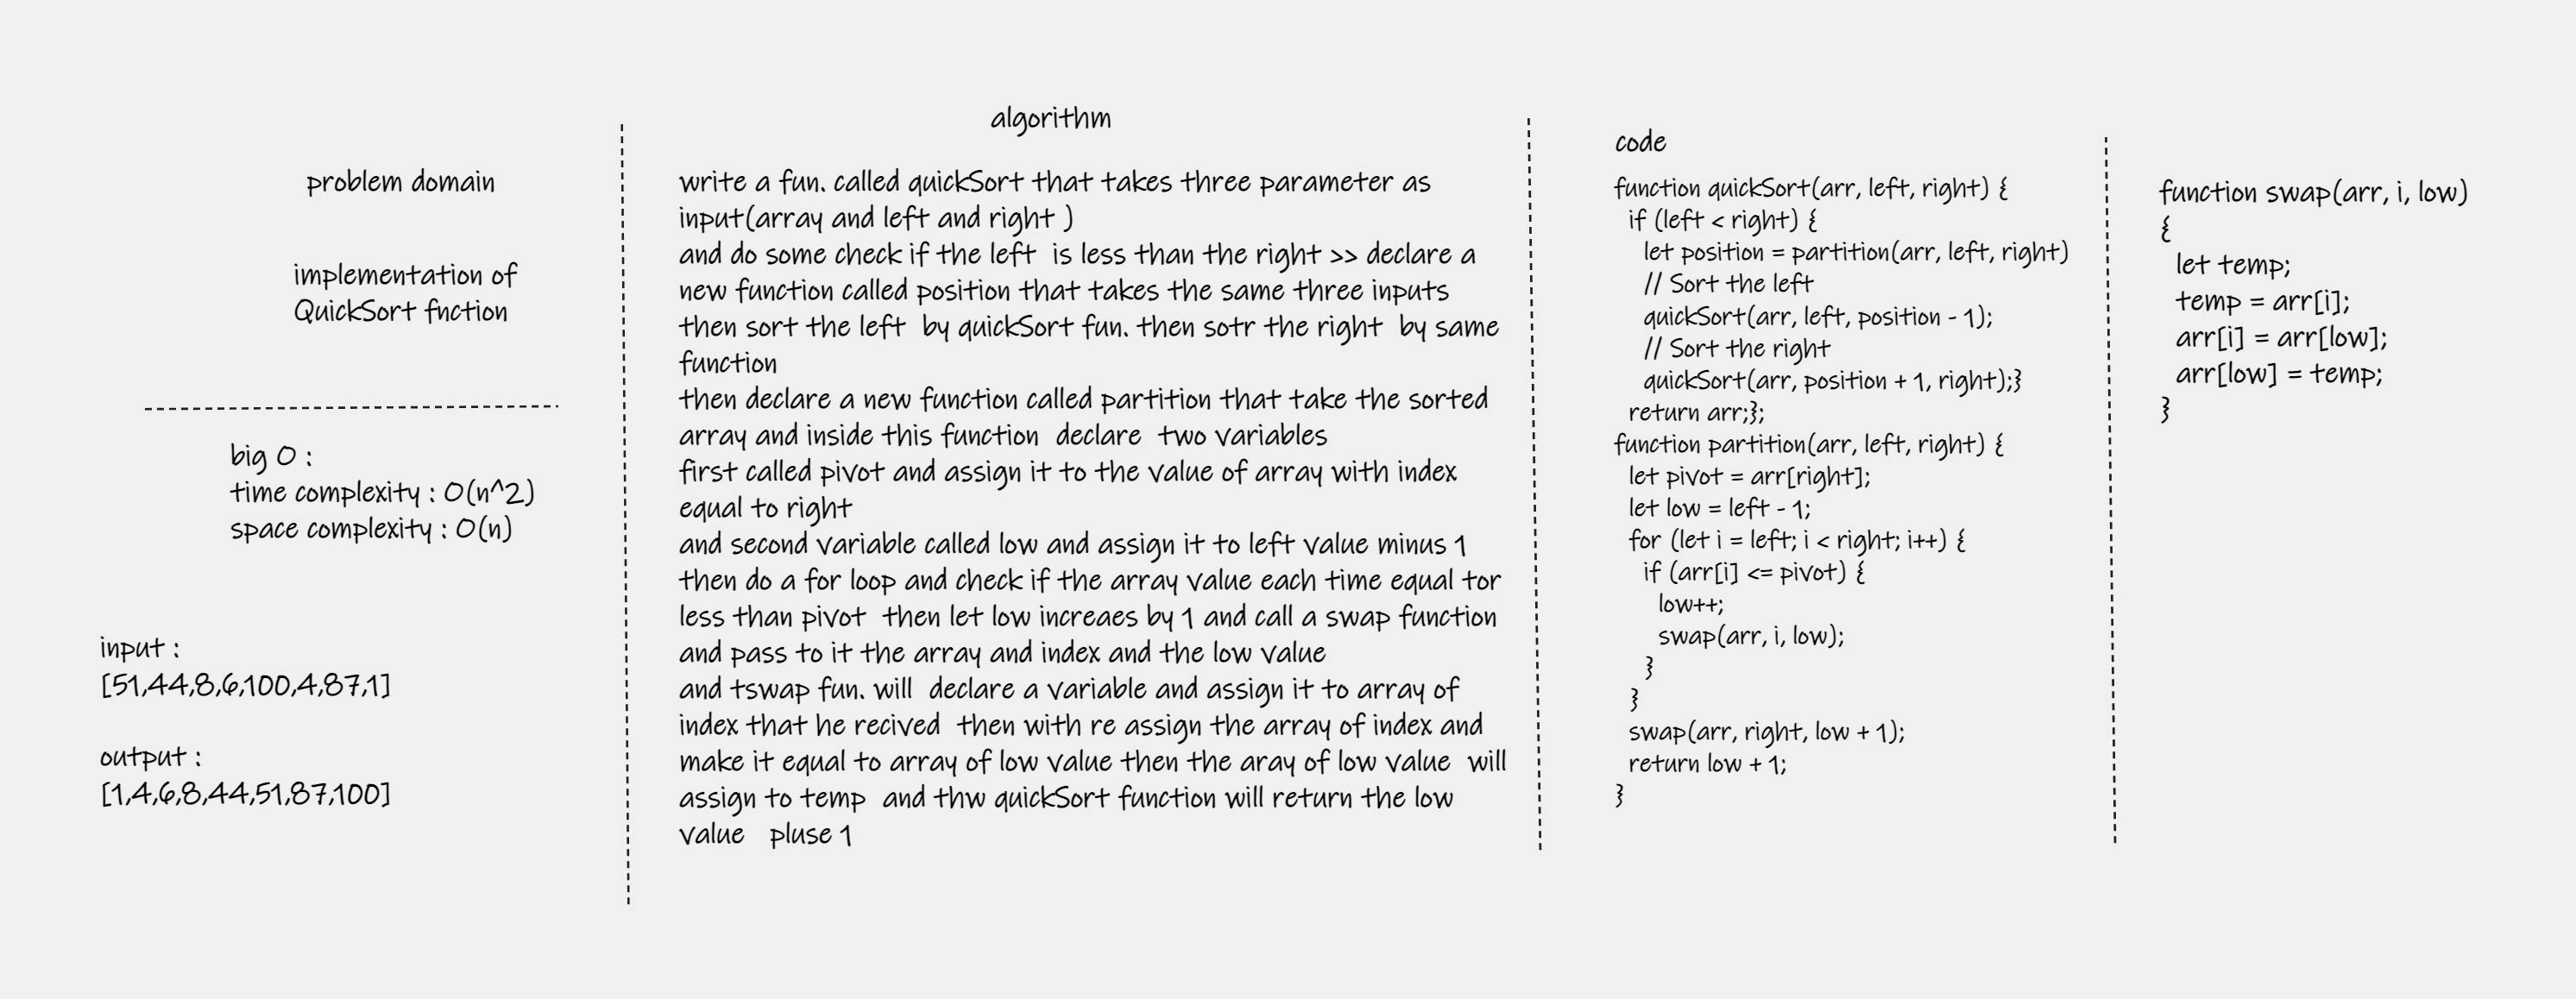 problem domain
implementation of
QuickSort fnction
big O :
time complexity : O(n^2)
space complexity : O(n)
input :
[51,44,8,6,100,4,87,1]
output :
[1,4,6,8,44,51,87,100]
algorithm
write a fun. called quickSort that takes three parameter as
input(array and left and right )
and do some check if the left is less than the right >> declare a
new function called position that takes the same three inputs
then sort the left by quickSort fun. then sotr the right by same
function
then declare a new function called partition that take the sorted
array and inside this function declare two variables
first called pivot and assign it to the value of array with index
equal to right
and second variable called low and assign it to left value minus 1
then do a for loop and check if the array value each time equal tor
less than pivot then let low increaes by 1 and call a swap function
and pass to it the array and index and the low value
and tswap fun. will declare a variable and assign it to array of
index that he recived then with re assign the array of index and
make it equal to array of low value then the aray of low value will
assign to temp and thw quickSort function will return the low
value pluse 1
code
function quickSort(arr, left, right) {
if (left < right) {
let position = partition(arr, left, right)
// Sort the left
quickSort(arr, left, position - 1);
// Sort the right
quickSort(arr, position + 1, right);}
return arr;};
function partition(arr, left, right) {
let pivot = arr[right];
let low = left - 1;
for (let i = left; i < right; i++) {
if (arr[i] <= pivot) {
low++;
swap(arr, i, low);
}
}
swap(arr, right, low + 1);
return low + 1;
}
function swap(arr, i, low)
{
let temp;
temp = arr[i];
arr[i] = arr[low];
arr[low] = temp;
}